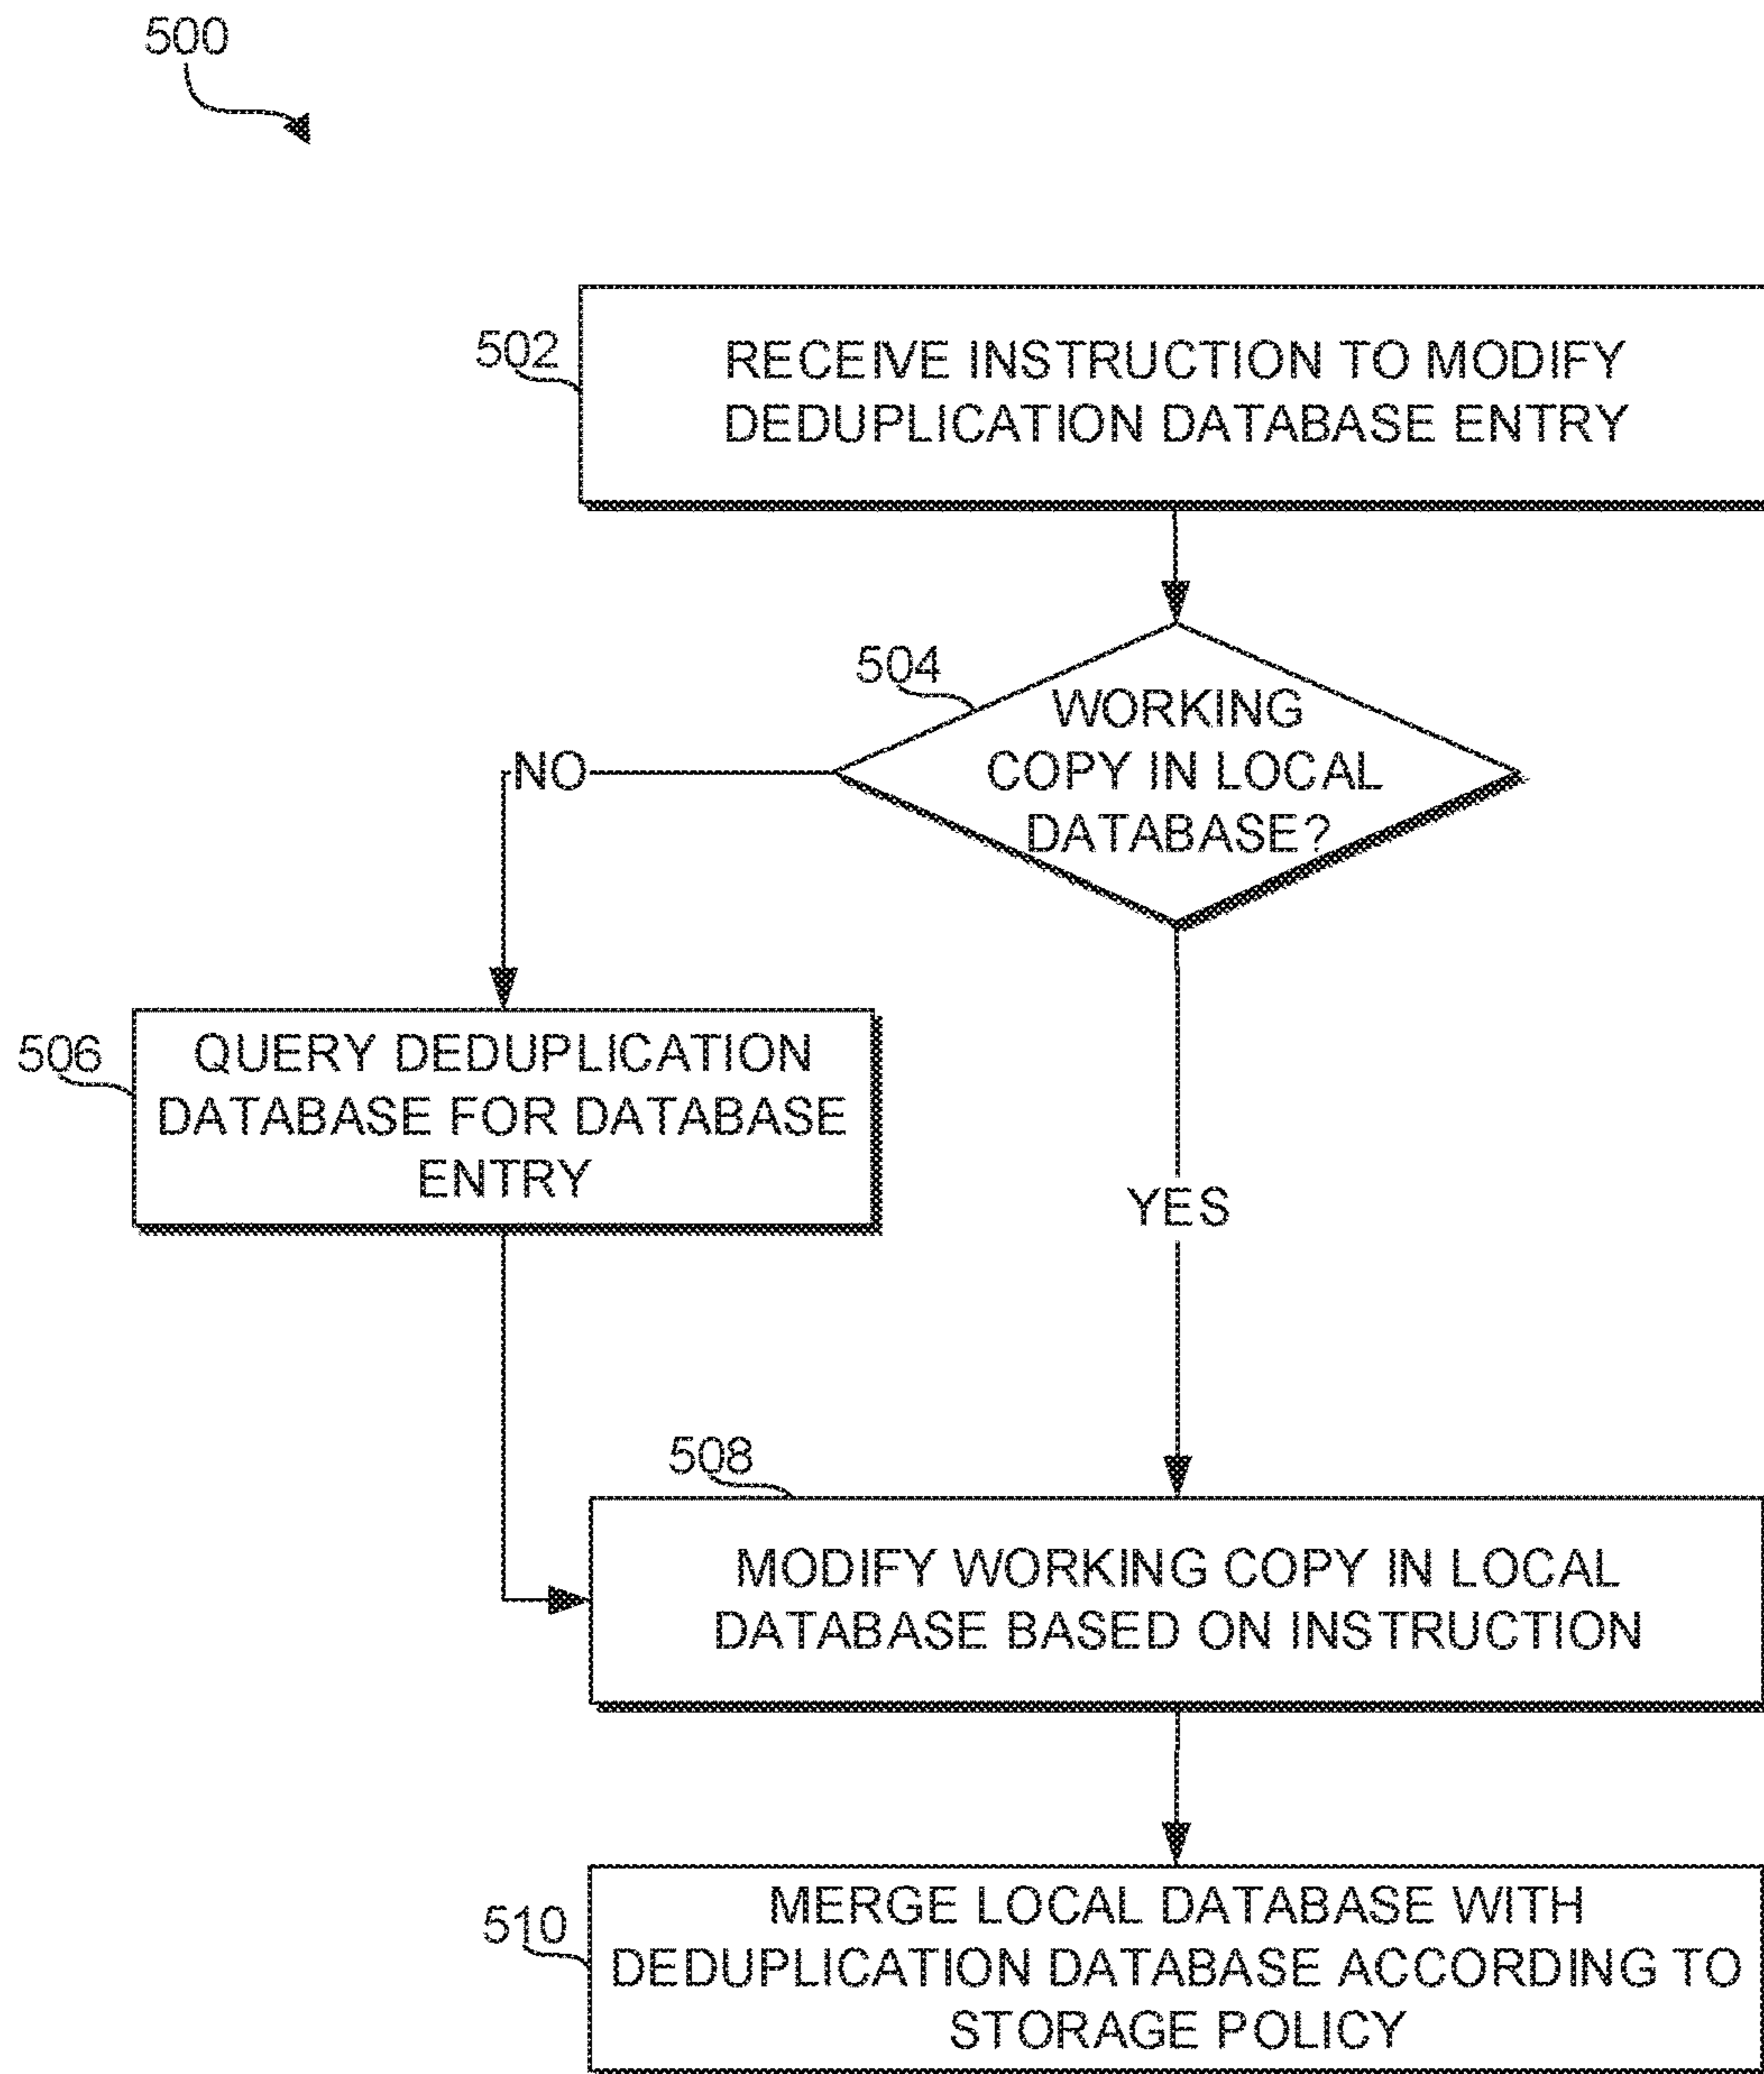 500
502
RECEIVE INSTRUCTION TO MODIFY
DEDUPLICATION DATABASE ENTRY
504
WORKING
COPY IN LOCAL
DATABASE?
NO
506
QUERY DEDUPLICATION
DATABASE FOR DATABASE
ENTRY
YES
508
MODIFY WORKING COPY IN LOCAL
DATABASE BASED ON INSTRUCTION
510
MERGE LOCAL DATABASE WITH
DEDUPLICATION DATABASE ACCORDING TO
STORAGE POLICY